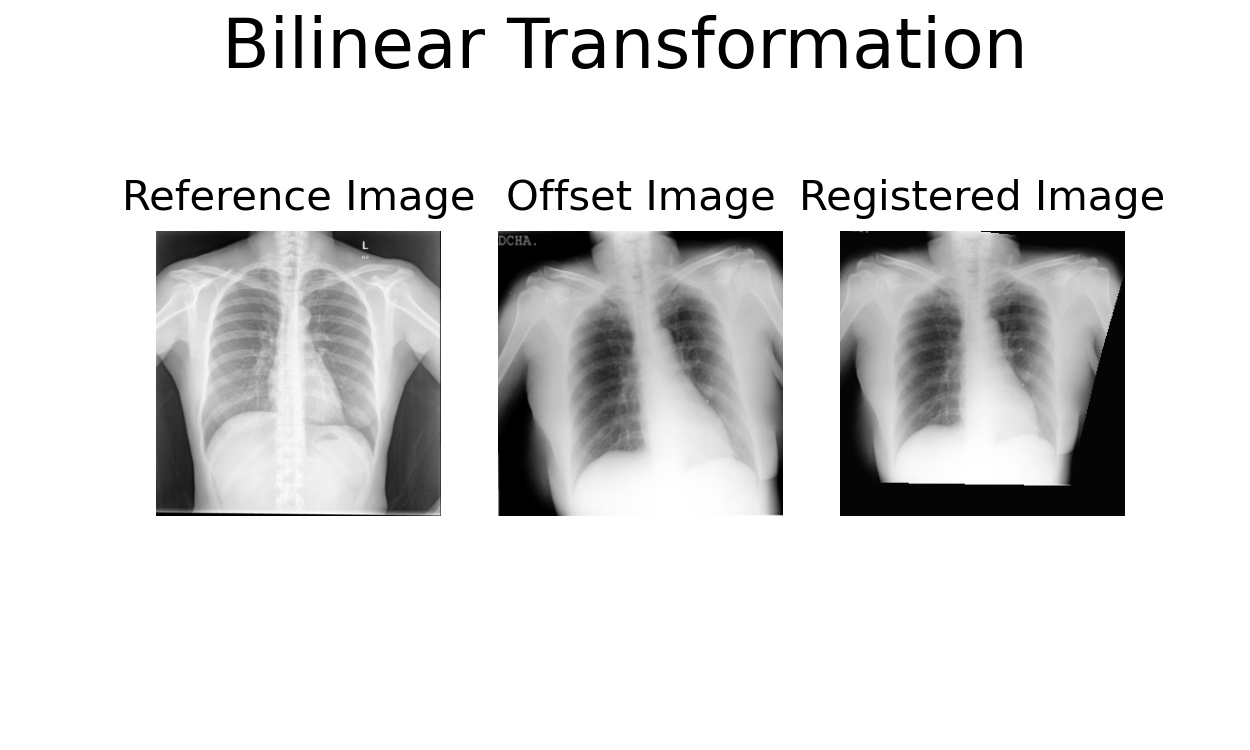 Bilinear Transformation
Reference Image
Offset Image
Registered Image
L
DCHA.